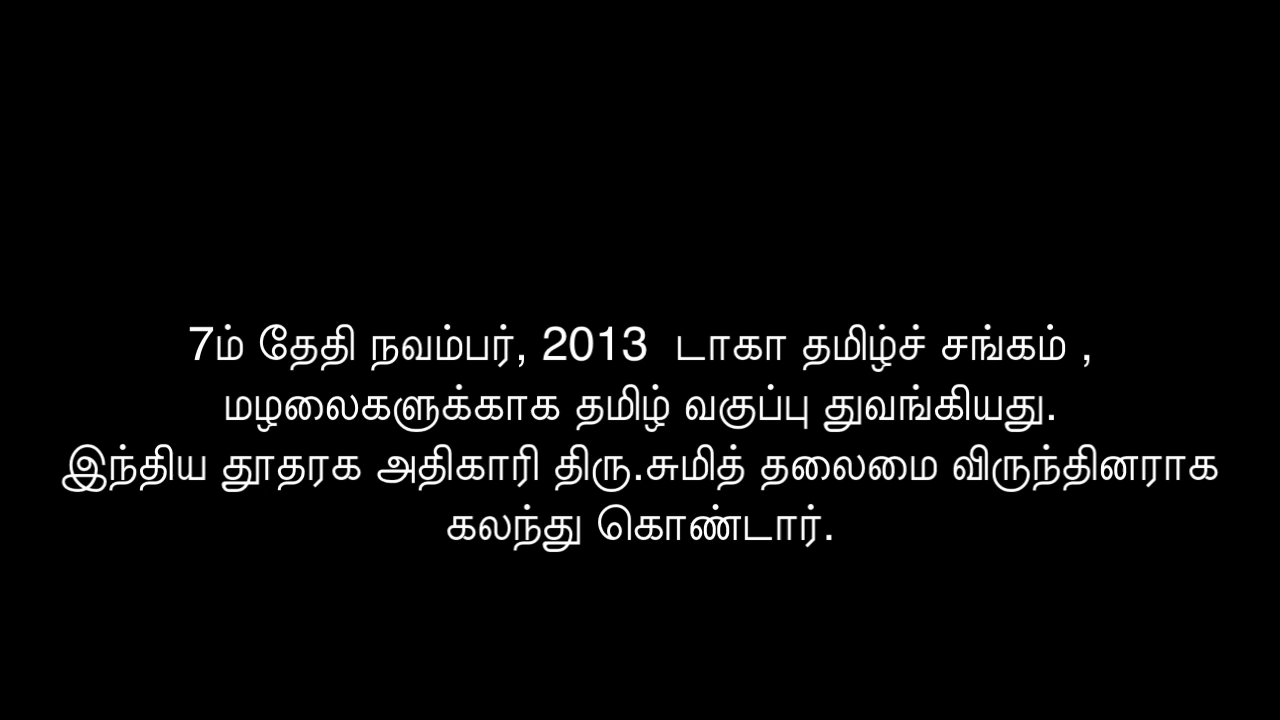 7ம் தேதி நவம்பர், 2013 டாகா தமிழ்ச் சங்கம் ,
மழலைகளுக்காக தமிழ் வகுப்பு துவங்கியது.
இந்திய தூதரக அதிகாரி திரு.சுமித் தலைமை விருந்தினராக
கலந்து கொண்டார்.